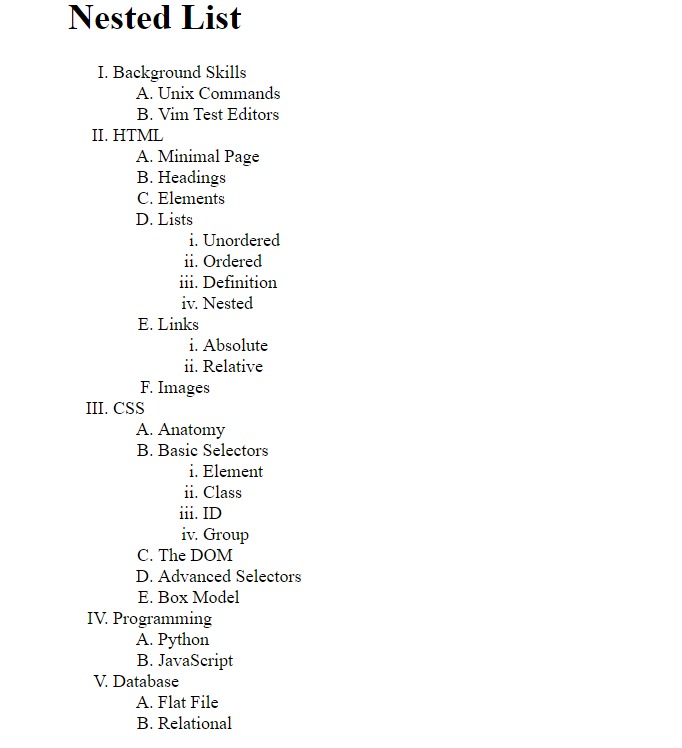 Nested List
I. Background Skills
A. Unix Commands
B. Vim Test Editors
II. HTML
A. Minimal Page
B. Headings
C. Elements
D. Lists
i. Unordered
ii. Ordered
iii. Definition
iv. Nested
E. Links
i. Absolute
ii. Relative
F. Images
III. CSS
A. Anatomy
B. Basic Selectors
i. Element
ii. Class
iii. ID
iv. Group
C. The DOM
D. Advanced Selectors
E. Box Model
IV. Programming
A. Python
B. JavaScript
V. Database
A. Flat File
B. Relational